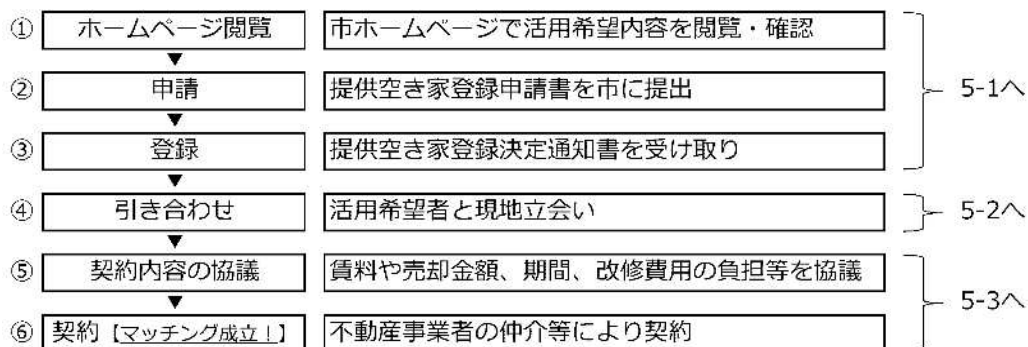 ① ホームページ閲覧 市ホームページで活用希望内容を閲覧・確認
② 申請 提供空き家登録申請書を市に提出
5-1へ
③ 登録 提供空き家登録決定通知書を受け取り
④ 引き合わせ 活用希望者と現地立会い 5-2へ
⑤ 契約内容の協議 賃料や売却金額、期間、改修費用の負担等を協議
5-3へ
⑥ 契約【マッチング成立!】 不動産事業者の仲介等により契約